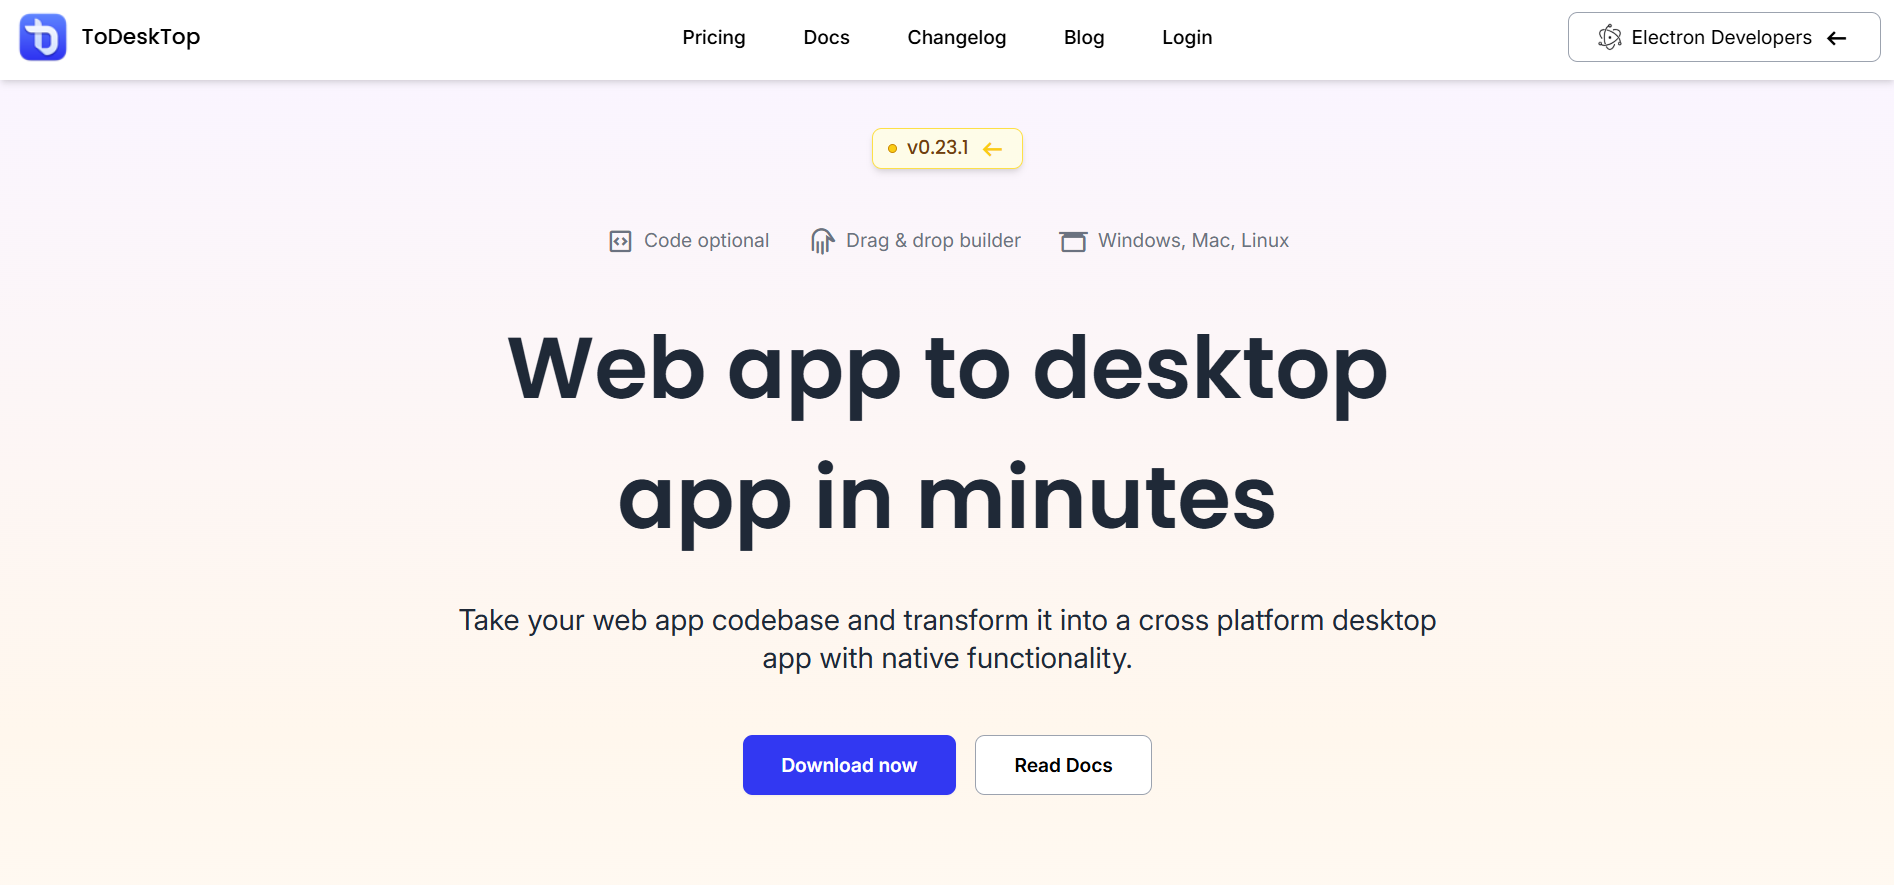 ToDeskTop
Pricing
Docs
Changelog
Blog
Login
Electron Developers
v0.23.1
Code optional
Drag & drop builder
Windows, Mac, Linux
Web app to desktop
app in minutes
Take your web app codebase and transform it into a cross platform desktop
app with native functionality.
Download now
Read Docs